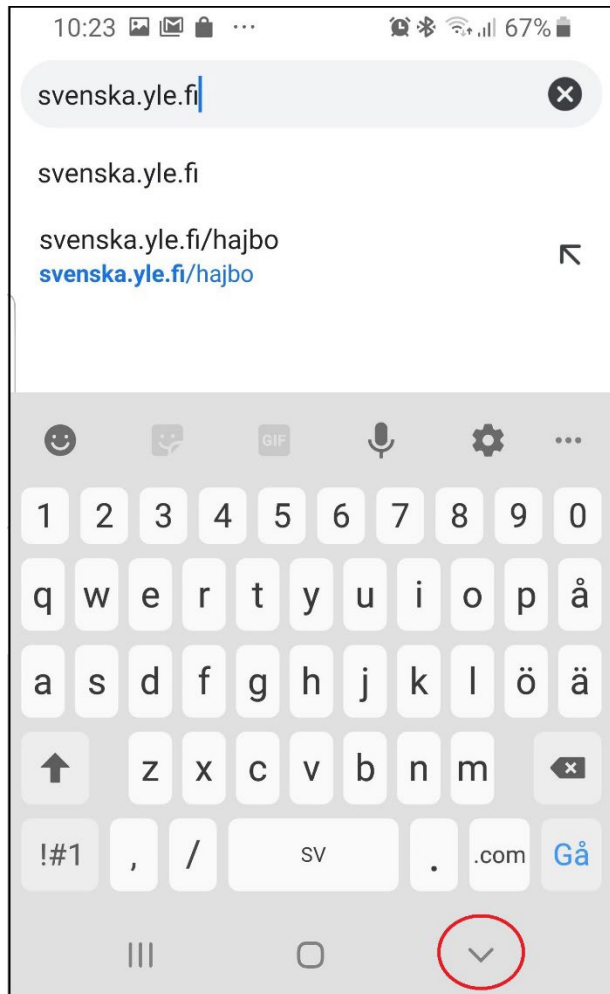 10:23 67%
svenska.yle.fi
svenska.yle.fi
svenska.yle.fi/hajbo
svenska.yle.fi/hajbo
GIF
1 2 3 4 5 6 7 8 9 0
q w e r t y u i o p å
a s d f g h j k l ö ä
z x c v b n m
!#1 , / SV . .com Gå